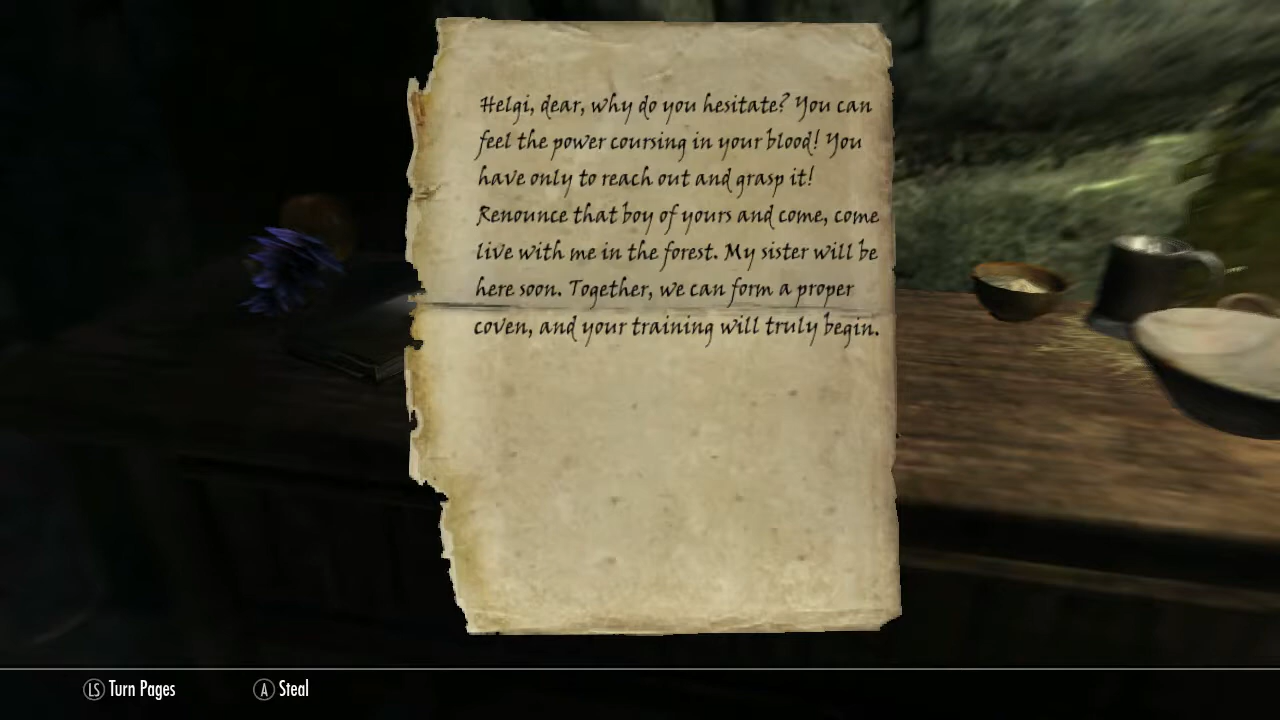 Helgi, dear, why do you hesitate? You can
feel the power coursing in your blood! You
have only to reach out and grasp it!
Renounce that boy of yours and come, come
live with me in the forest. My sister will be
here soon. Together, we can form a proper
coven, and your training will truly begin.
LS Turn Pages
A Steal